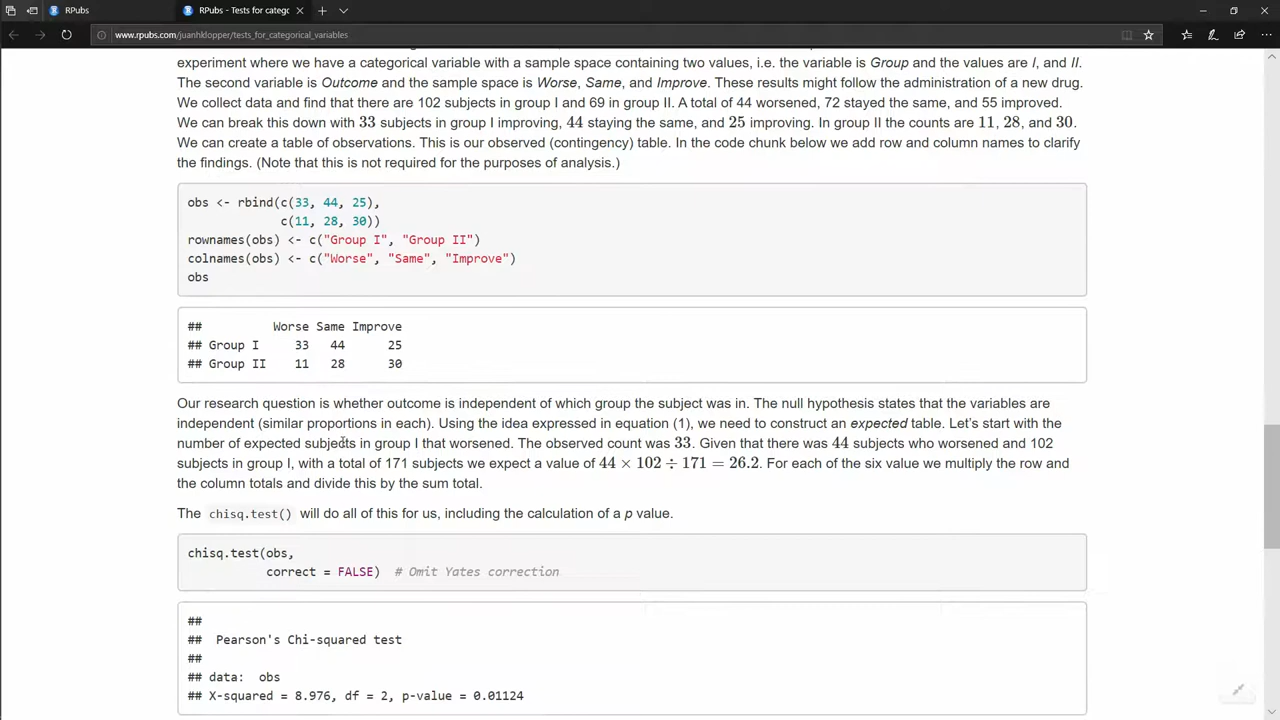 RPubs
RPubs - Tests for catego
www.rpubs.com/juanhklopper/tests_for_categorical_variables
experiment where we have a categorical variable with a sample space containing two values, i.e. the variable is Group and the values are I, and II.
The second variable is Outcome and the sample space is Worse, Same, and Improve. These results might follow the administration of a new drug.
We collect data and find that there are 102 subjects in group I and 69 in group II. A total of 44 worsened, 72 stayed the same, and 55 improved.
We can break this down with 33 subjects in group I improving, 44 staying the same, and 25 improving. In group II the counts are 11, 28, and 30.
We can create a table of observations. This is our observed (contingency) table. In the code chunk below we add row and column names to clarify
the findings. (Note that this is not required for the purposes of analysis.)
obs <- rbind(c(33, 44, 25),
c(11, 28, 30))
rownames(obs) <- c("Group I", "Group II")
colnames(obs) <- c("Worse", "Same", "Improve")
obs
## Worse Same Improve
## Group I 33 44 25
## Group II 11 28 30
Our research question is whether outcome is independent of which group the subject was in. The null hypothesis states that the variables are
independent (similar proportions in each). Using the idea expressed in equation (1), we need to construct an expected table. Let's start with the
number of expected subjects in group I that worsened. The observed count was 33. Given that there was 44 subjects who worsened and 102
subjects in group I, with a total of 171 subjects we expect a value of 44 × 102 ÷ 171 = 26.2. For each of the six value we multiply the row and
the column totals and divide this by the sum total.
The chisq.test() will do all of this for us, including the calculation of a p value.
chisq.test(obs,
correct = FALSE) # Omit Yates correction
##
## Pearson's Chi-squared test
##
## data: obs
## X-squared = 8.976, df = 2, p-value = 0.01124